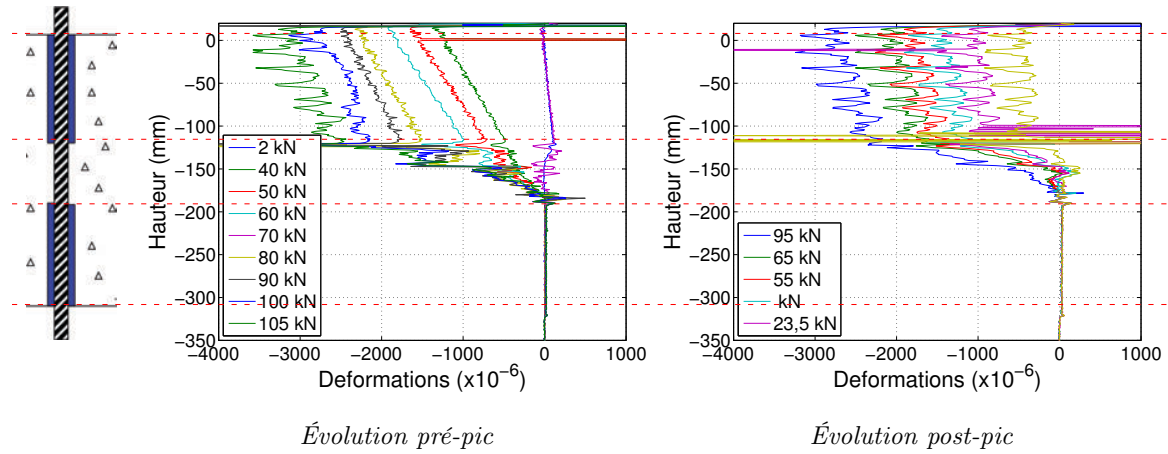 0
−50
−100
−150
−200
−250
−300
−350
Hauteur (mm)
2 kN
40 kN
50 kN
60 kN
70 kN
80 kN
90 kN
100 kN
105 kN
−4000 −3000 −2000 −1000 0 1000
Deformations (x10⁻⁶)
Évolution pré-pic
0
−50
−100
−150
−200
−250
−300
−350
Hauteur (mm)
95 kN
65 kN
55 kN
kN
23,5 kN
−4000 −3000 −2000 −1000 0 1000
Deformations (x10⁻⁶)
Évolution post-pic